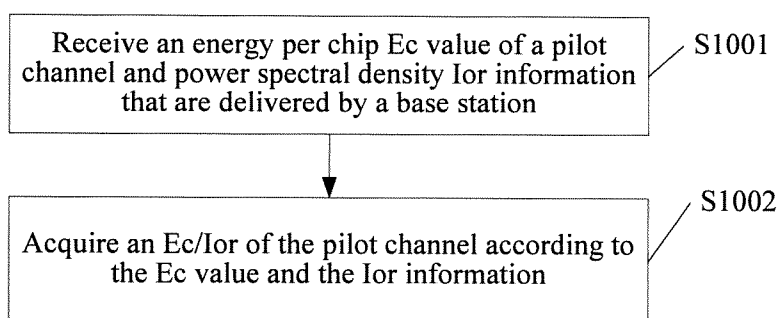 Receive an energy per chip Ec value of a pilot
channel and power spectral density Ior information
that are delivered by a base station
S1001
Acquire an Ec/Ior of the pilot channel according to
the Ec value and the Ior information
S1002